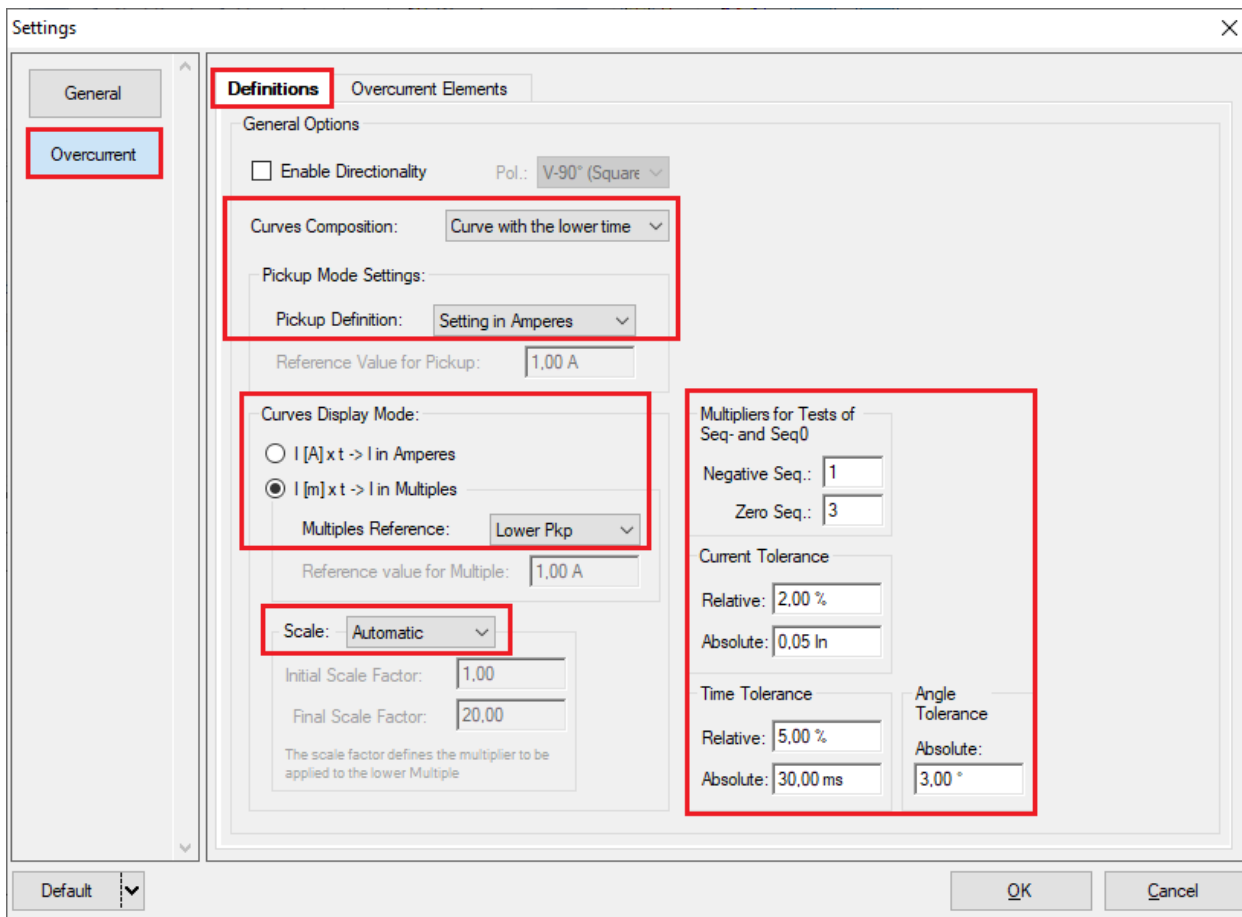 Settings
General
Overcurrent
Definitions
Overcurrent Elements
General Options
Enable Directionality
Pol.: V-90° (Square
Curves Composition: Curve with the lower time
Pickup Mode Settings:
Pickup Definition: Setting in Amperes
Reference Value for Pickup: 1,00 A
Curves Display Mode:
I [A] x t -> I in Amperes
I [m] x t -> I in Multiples
Multiples Reference: Lower Pkp
Reference value for Multiple: 1,00 A
Scale: Automatic
Initial Scale Factor: 1,00
Final Scale Factor: 20,00
The scale factor defines the multiplier to be
applied to the lower Multiple
Multipliers for Tests of
Seq- and Seq0
Negative Seq.: 1
Zero Seq.: 3
Current Tolerance
Relative: 2,00 %
Absolute: 0,05 In
Time Tolerance
Relative: 5,00 %
Absolute: 30,00 ms
Angle
Tolerance
Absolute:
3,00 °
Default
OK
Cancel